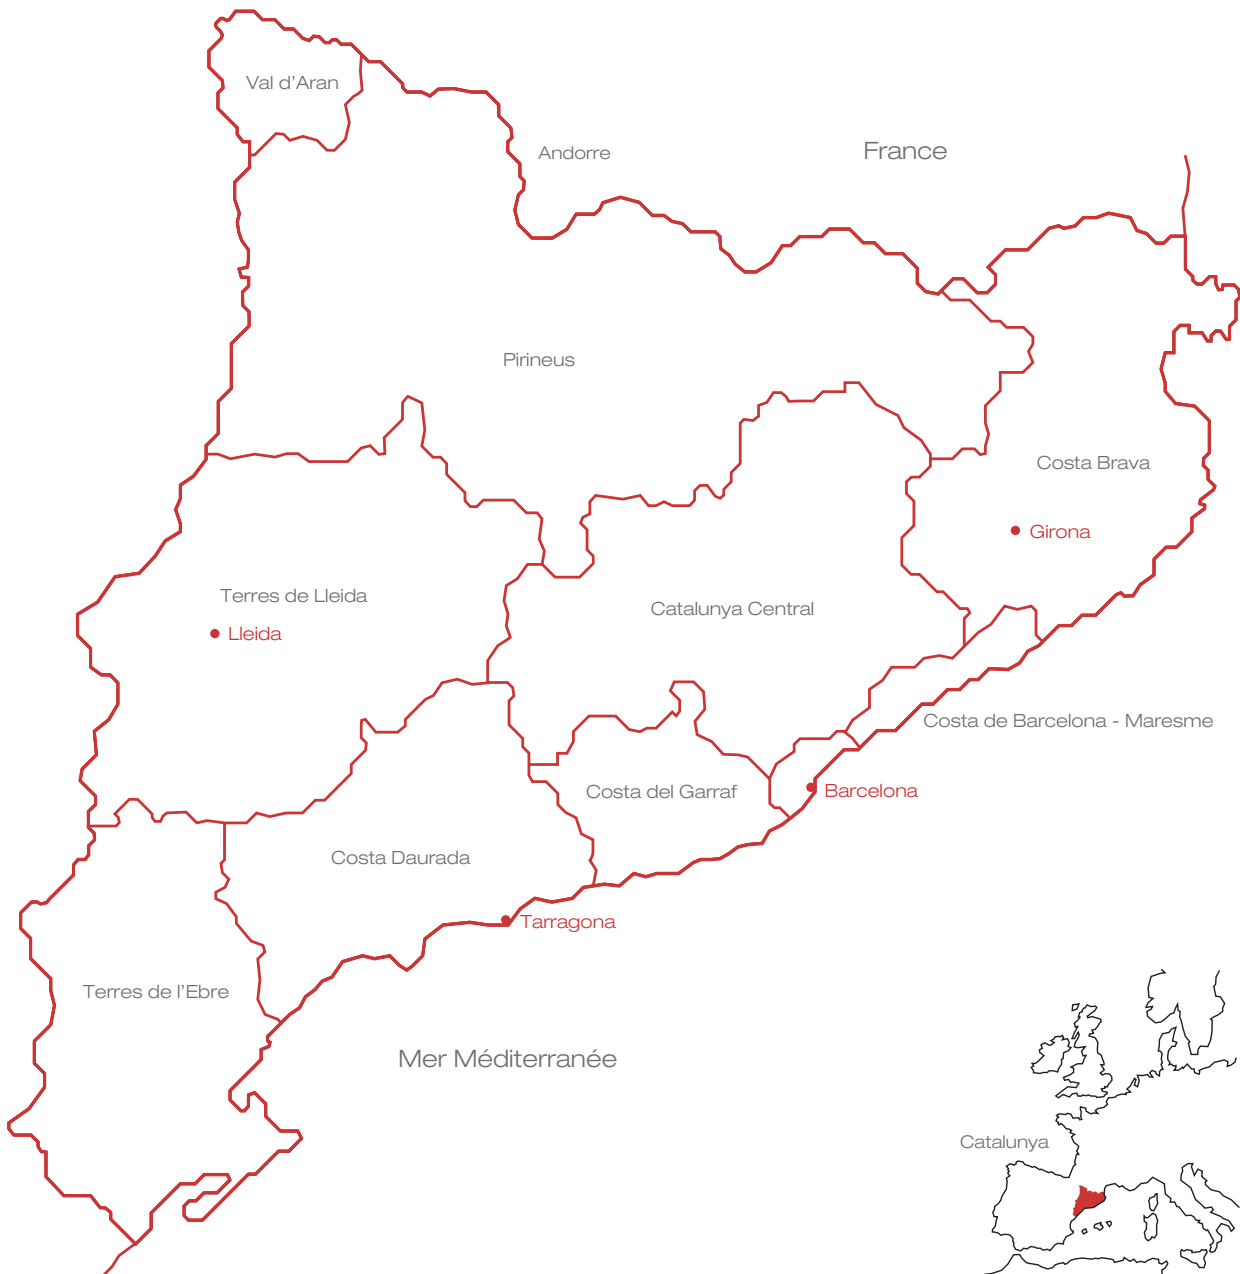 Val d'Aran
Andorre
France
Pirineus
Costa Brava
Girona
Terres de Lleida
Lleida
Catalunya Central
Costa de Barcelona - Maresme
Costa del Garraf
Barcelona
Costa Daurada
Tarragona
Terres de l'Ebre
Mer Méditerranée
Catalunya